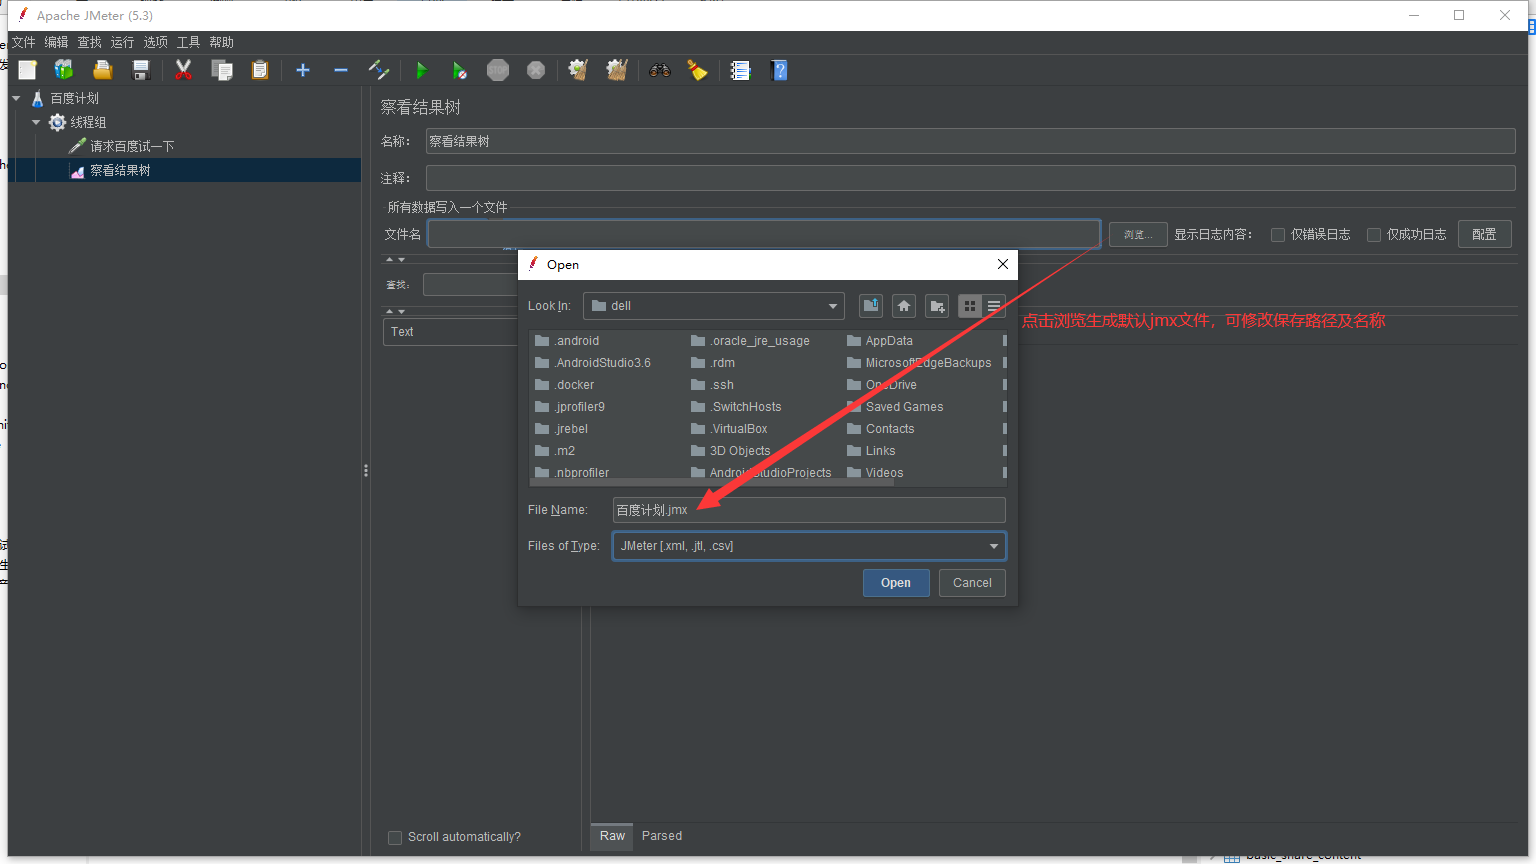 Apache JMeter (5.3)
文件 编辑 查找 运行 选项 工具 帮助
STOP
百度计划
线程组
请求百度试一下
察看结果树
察看结果树
名称：
察看结果树
注释：
所有数据写入一个文件
文件名
浏览...
显示日志内容：
仅错误日志
仅成功日志
配置
查找:
Text
Open
Look In:
dell
.android
.AndroidStudio3.6
.docker
.jprofiler9
.jrebel
.m2
.nbprofiler
.oracle_jre_usage
.rdm
.ssh
.SwitchHosts
.VirtualBox
3D Objects
AndroidStudioProjects
AppData
MicrosoftEdgeBackups
OneDrive
Saved Games
Contacts
Links
Videos
File Name:
百度计划.jmx
Files of Type:
JMeter [.xml, .jtl, .csv]
Open
Cancel
点击浏览生成默认jmx文件，可修改保存路径及名称
Scroll automatically?
Raw
Parsed
basic_share_content